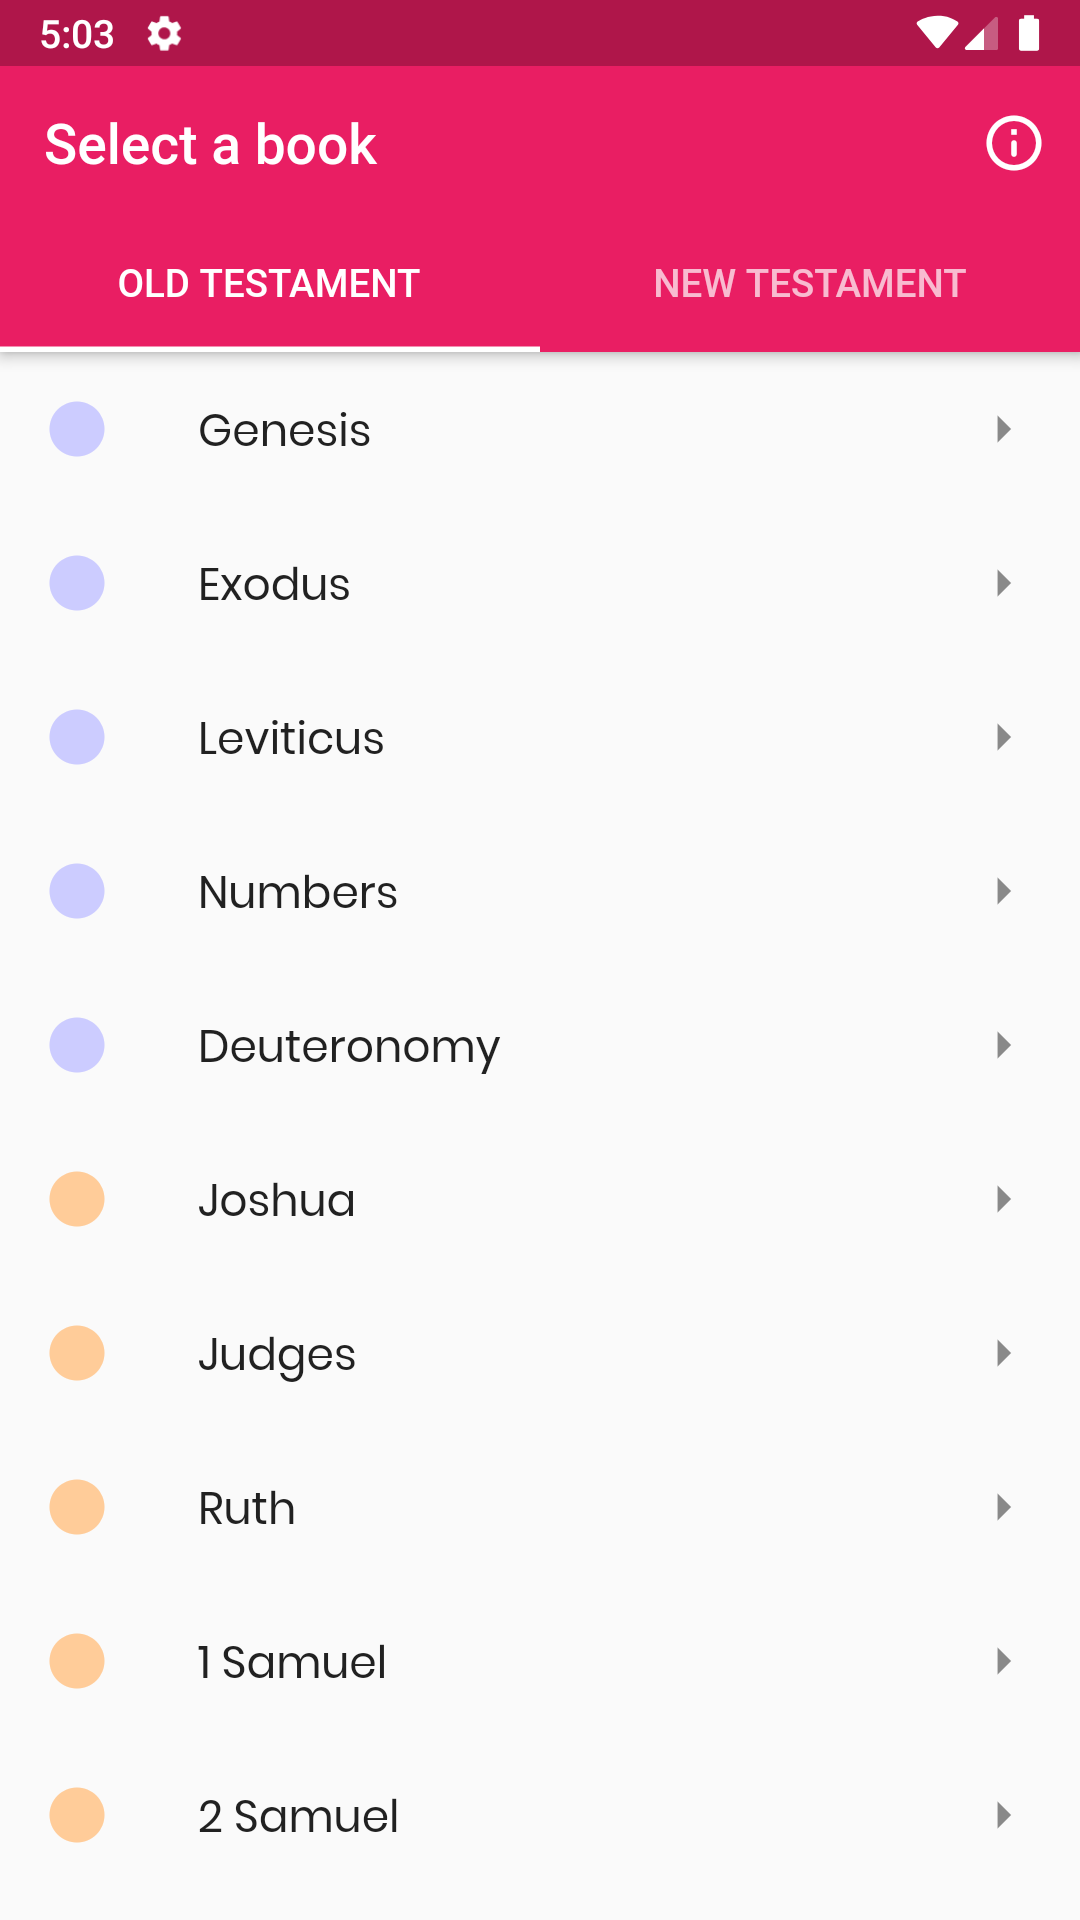 5:03
Select a book
OLD TESTAMENT
NEW TESTAMENT
Genesis
Exodus
Leviticus
Numbers
Deuteronomy
Joshua
Judges
Ruth
1 Samuel
2 Samuel